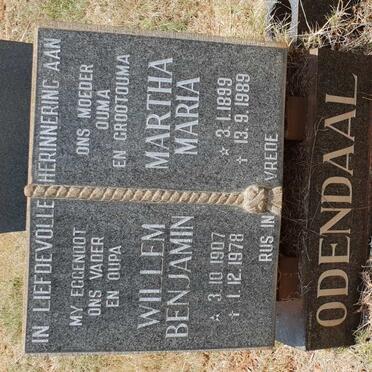 IN LIEFDEVOLLE HERINNERING AAN
MY EGGENOOT
ONS VADER
EN OUPA
WILLEM
BENJAMIN
☆ 3.10.1907
✝ 1.12.1978
ONS MOEDER
OUMA
EN GROOTOUMA
MARTHA
MARIA
☆ 3.1.1899
✝ 13.9.1989
RUS IN VREDE
ODENDAAL